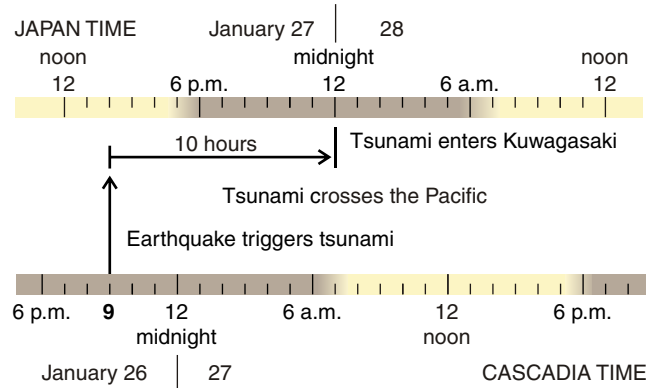 JAPAN TIME January 27 28
noon midnight noon
12 6 p.m. 12 6 a.m. 12
10 hours Tsunami enters Kuwagasaki
Tsunami crosses the Pacific
Earthquake triggers tsunami
6 p.m. 9 12 6 a.m. 12 6 p.m.
midnight noon
January 26 27 CASCADIA TIME